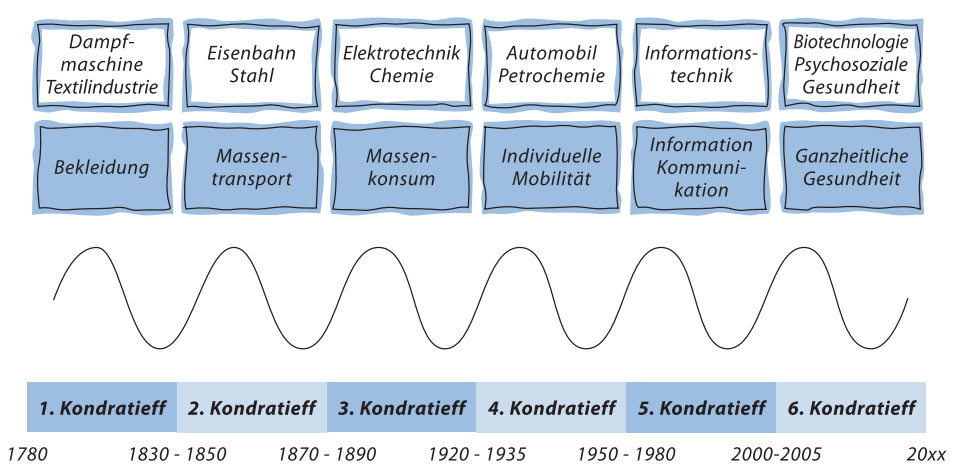 Dampf-
maschine
Textilindustrie
Eisenbahn
Stahl
Elektrotechnik
Chemie
Automobil
Petrochemie
Informations-
technik
Biotechnologie
Psychosoziale
Gesundheit
Bekleidung
Massen-
transport
Massen-
konsum
Individuelle
Mobilität
Information
Kommuni-
kation
Ganzheitliche
Gesundheit
1. Kondratieff
2. Kondratieff
3. Kondratieff
4. Kondratieff
5. Kondratieff
6. Kondratieff
1780
1830 - 1850
1870 - 1890
1920 - 1935
1950 - 1980
2000-2005
20xx